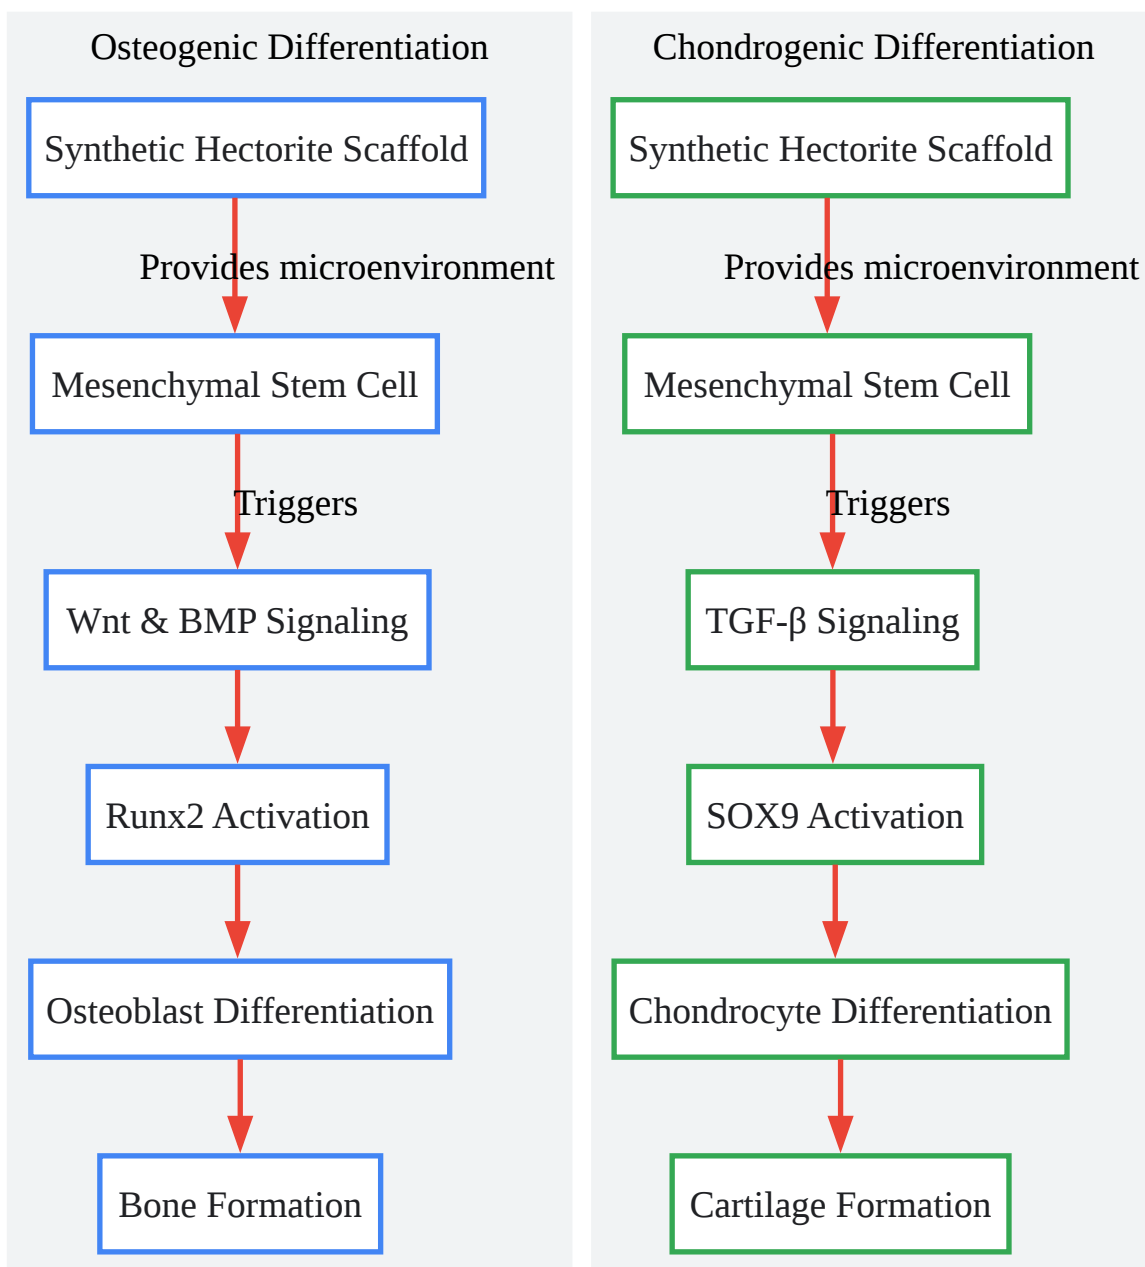 Osteogenic Differentiation
Synthetic Hectorite Scaffold
Provides microenvironment
Mesenchymal Stem Cell
Triggers
Wnt & BMP Signaling
Runx2 Activation
Osteoblast Differentiation
Bone Formation
Chondrogenic Differentiation
Synthetic Hectorite Scaffold
Provides microenvironment
Mesenchymal Stem Cell
Triggers
TGF-β Signaling
SOX9 Activation
Chondrocyte Differentiation
Cartilage Formation